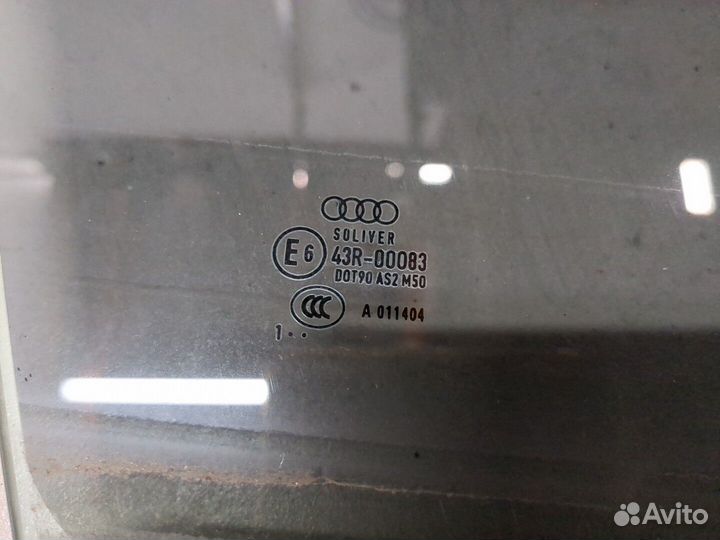 SOLIVER
E6 43R-00083
DOT90 AS2 M50
CCC A 011404
1••
Avito